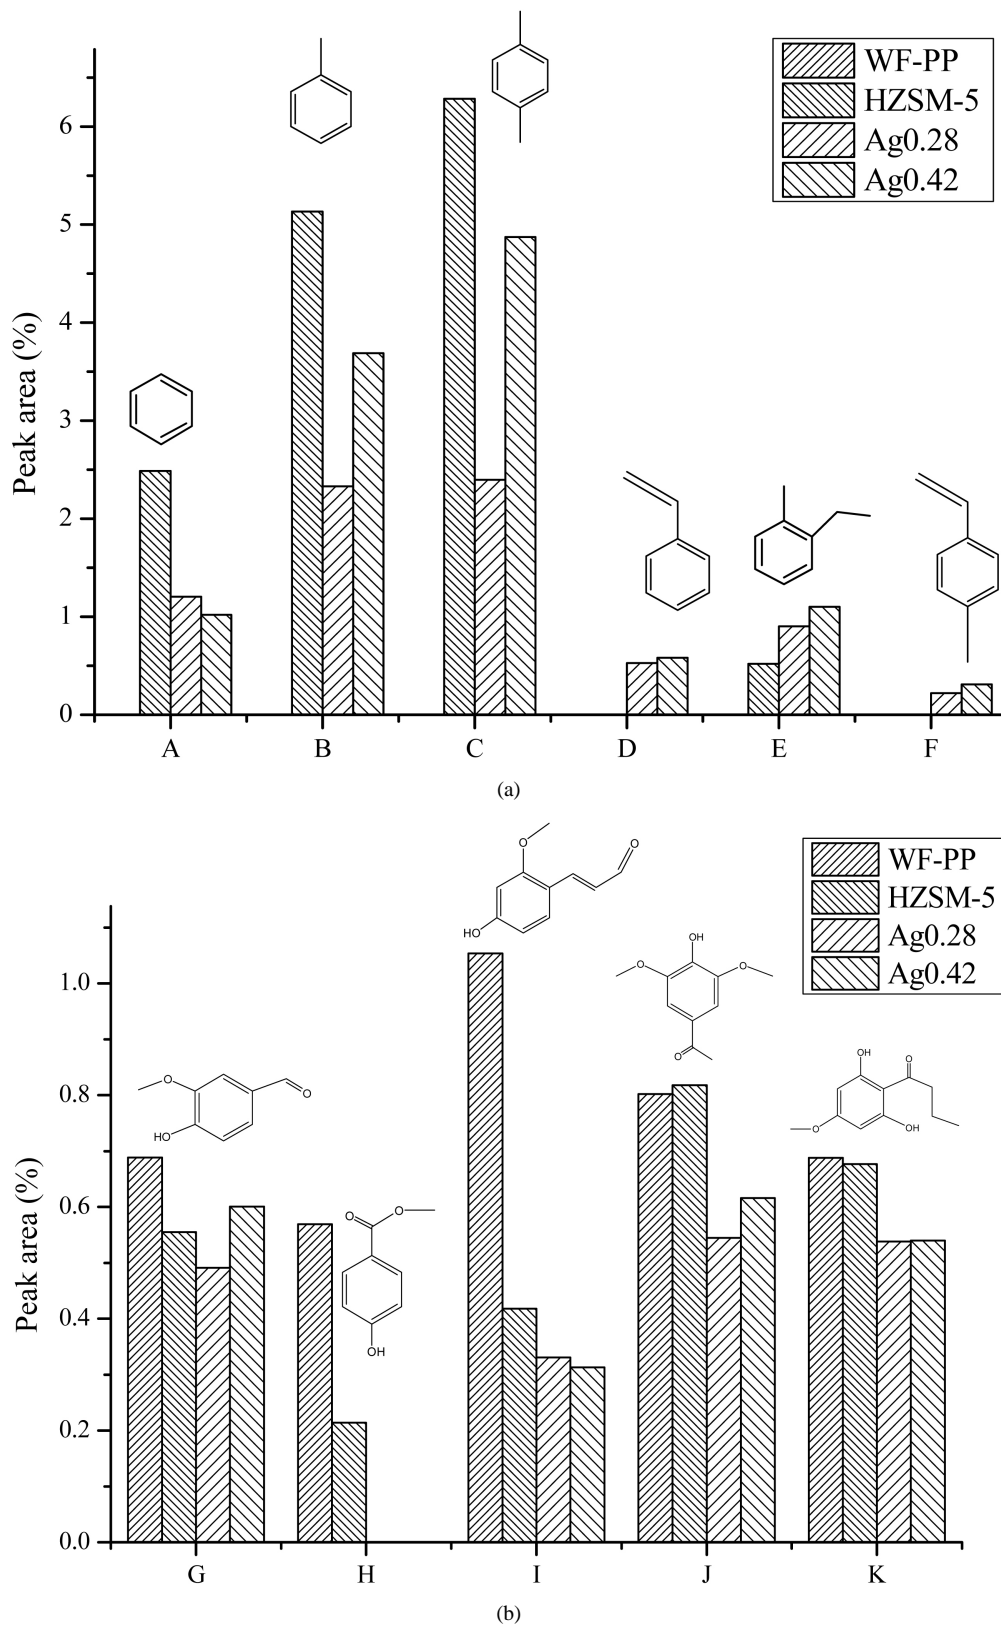 WF-PP
HZSM-5
Ag0.28
Ag0.42
Peak area (%)
6
5
4
3
2
1
0
A B C D E F
(a)
WF-PP
HZSM-5
Ag0.28
Ag0.42
Peak area (%)
1.0
0.8
0.6
0.4
0.2
0.0
O
O
HO
O
O
OH
O
O
HO
OH
O
O
O
OH
O
O
OH
G H I J K
(b)